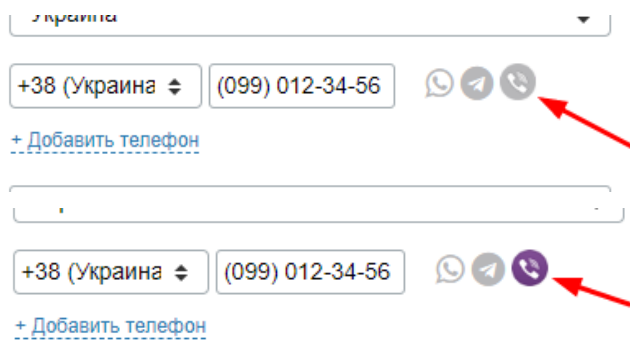 Украина
+38 (Украина (099) 012-34-56
+ Добавить телефон
+38 (Украина (099) 012-34-56
+ Добавить телефон